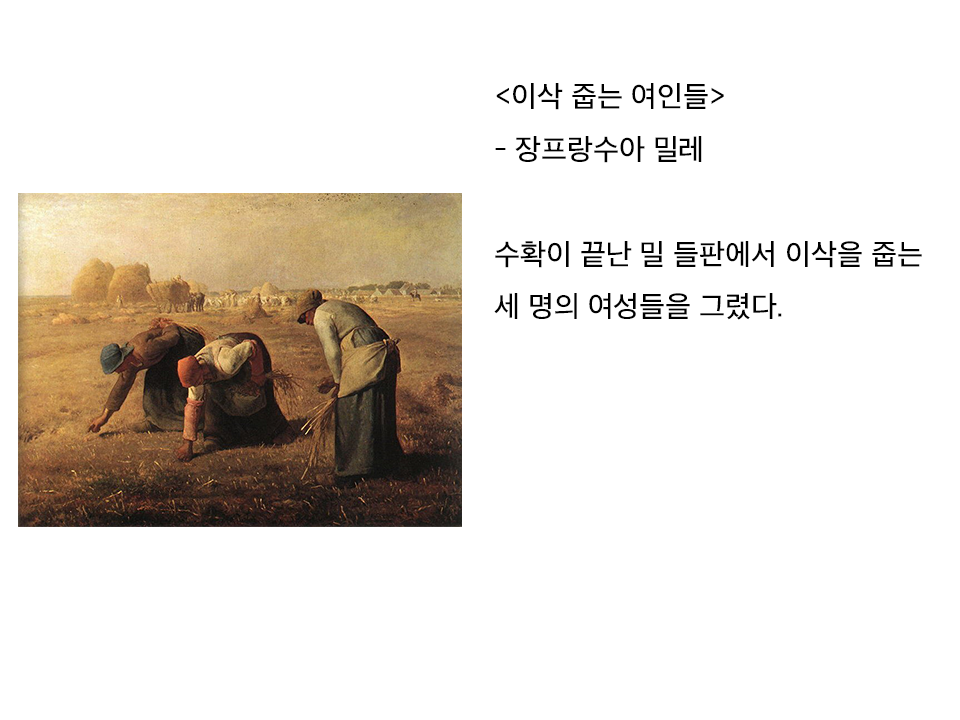 <이삭 줍는 여인들>
- 장프랑수아 밀레
수확이 끝난 밀 들판에서 이삭을 줍는
세 명의 여성들을 그렸다.